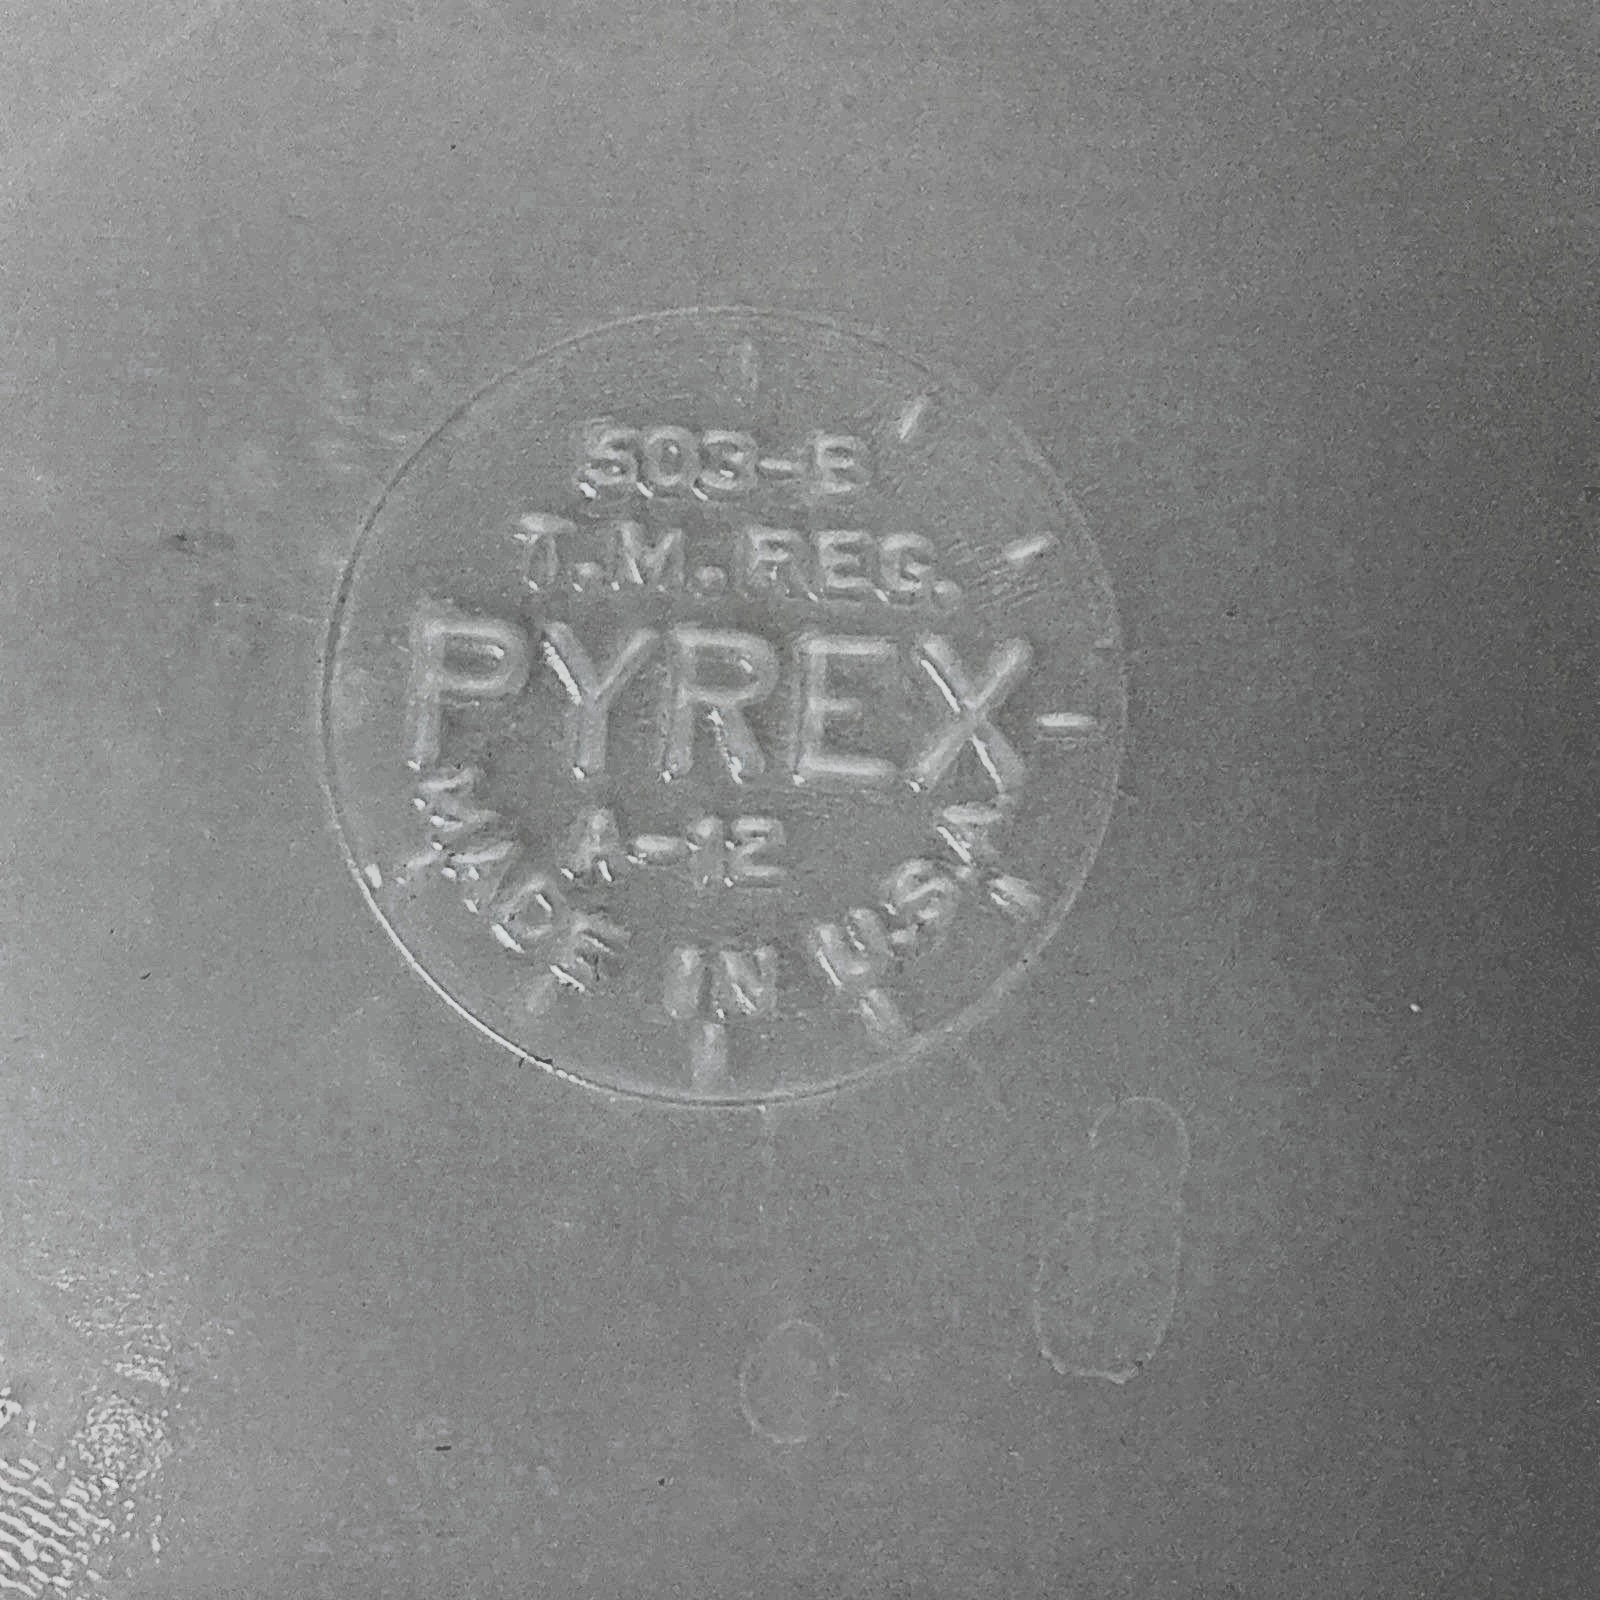 503-B
T.M.REG.
PYREX
A-12
MADE IN U.S.A.